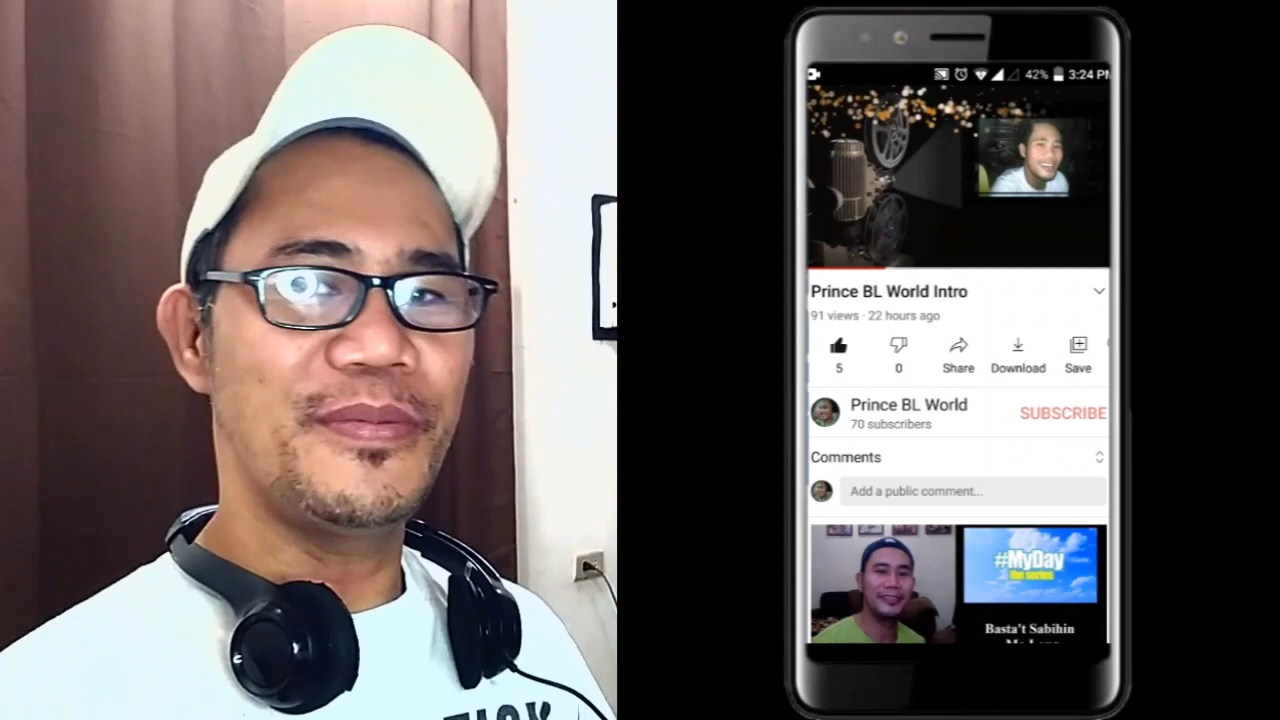 42% 3:24 PM
Prince BL World Intro
91 views · 22 hours ago
5 0 Share Download Save
Prince BL World
70 subscribers
SUBSCRIBE
Comments
Add a public comment...
#MyDay
the series
Basta't Sabihin